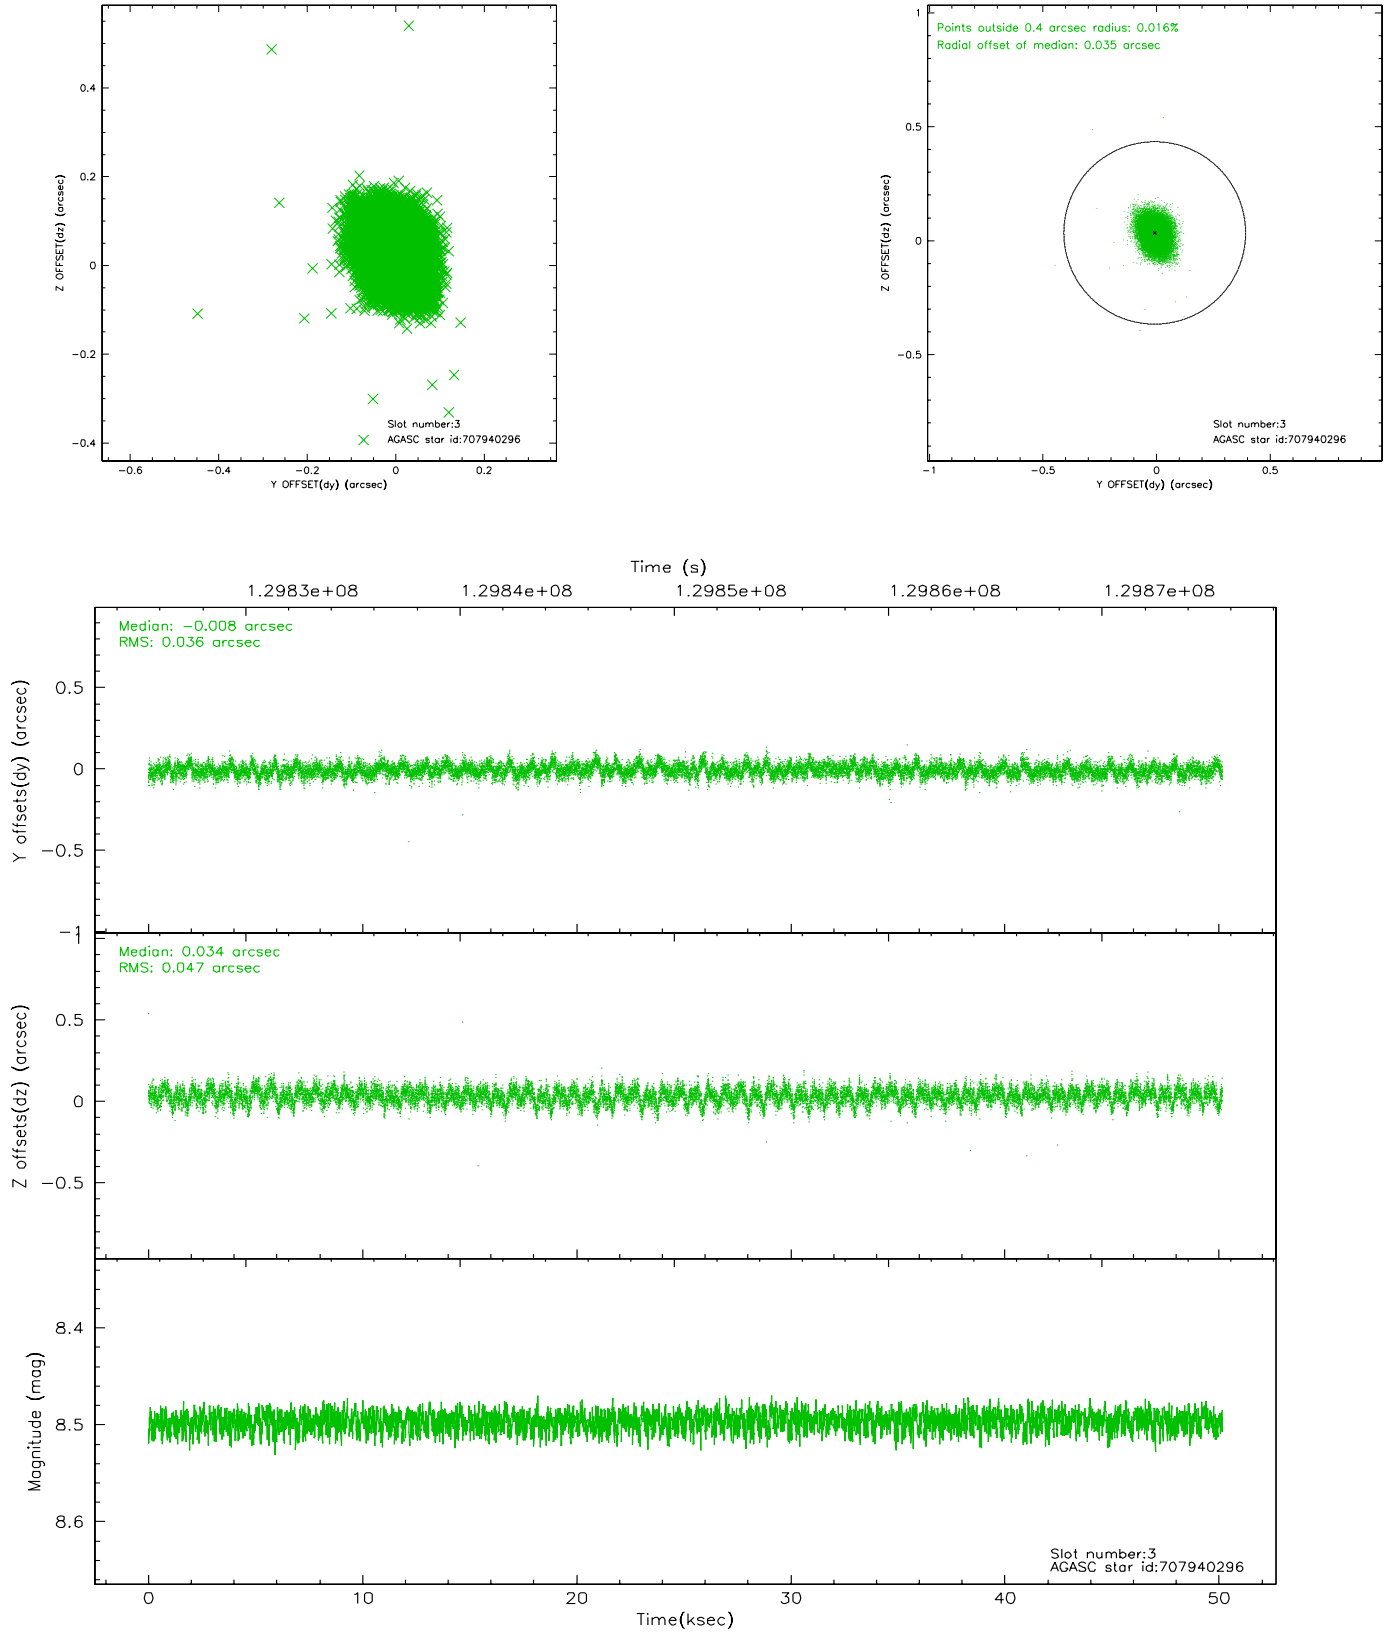 0.4
0.2
0
−0.2
−0.4
Z OFFSET(dz) (arcsec)
Slot number:3
AGASC star id:707940296
−0.6 −0.4 −0.2 0 0.2
Y OFFSET(dy) (arcsec)
Points outside 0.4 arcsec radius: 0.016%
Radial offset of median: 0.035 arcsec
1
0.5
0
−0.5
Z OFFSET(dz) (arcsec)
Slot number:3
AGASC star id:707940296
−1 −0.5 0 0.5
Y OFFSET(dy) (arcsec)
Time (s)
1.2983e+08 1.2984e+08 1.2985e+08 1.2986e+08 1.2987e+08
Median: −0.008 arcsec
RMS: 0.036 arcsec
0.5
0
−0.5
−1
Y offsets(dy) (arcsec)
Median: 0.034 arcsec
RMS: 0.047 arcsec
1
0.5
0
−0.5
Z offsets(dz) (arcsec)
8.4
8.5
8.6
Magnitude (mag)
Slot number:3
AGASC star id:707940296
0 10 20 30 40 50
Time(ksec)